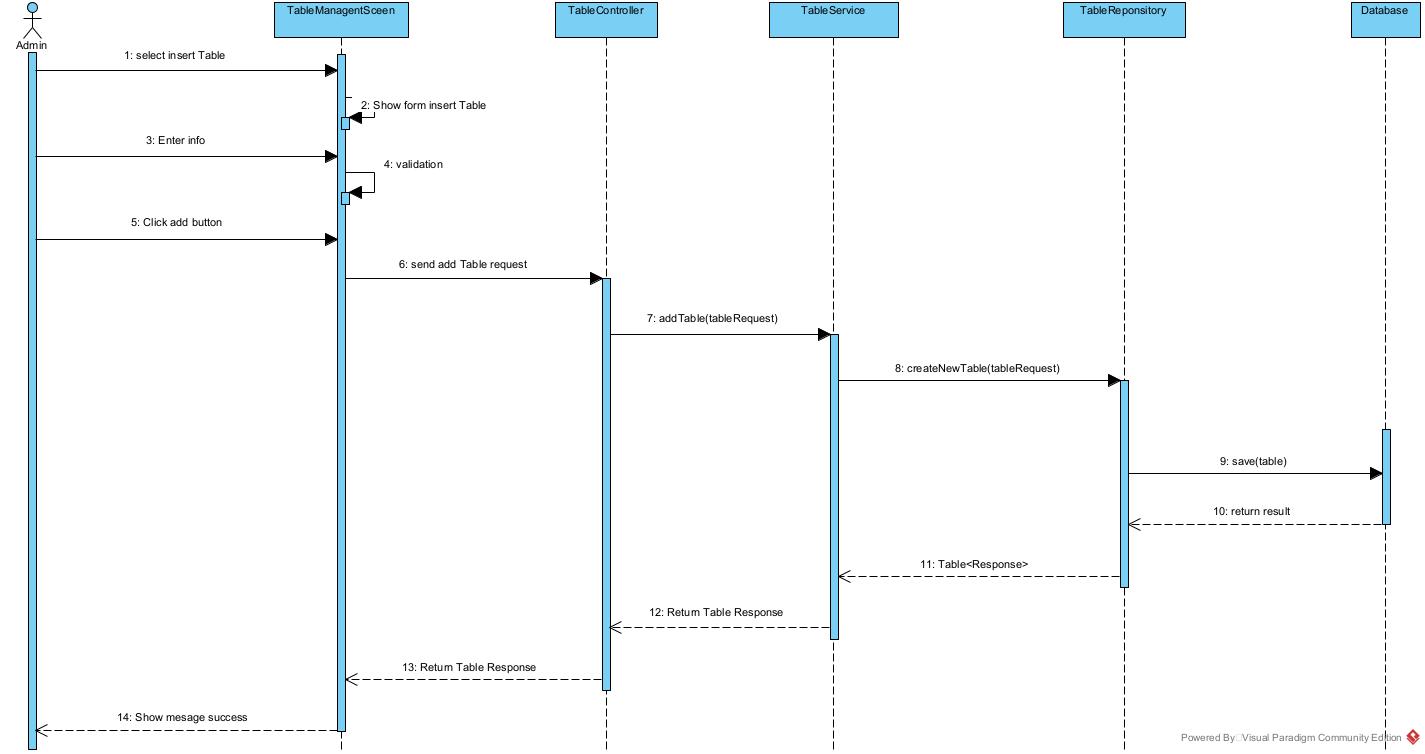 TableManagentSceen
TableController
TableService
TableReponsitory
Database
Admin
1: select insert Table
2: Show form insert Table
3: Enter info
4: validation
5: Click add button
6: send add Table request
7: addTable(tableRequest)
8: createNewTable(tableRequest)
9: save(table)
10: return result
11: Table<Response>
12: Return Table Response
13: Return Table Response
14: Show mesage success
Powered By Visual Paradigm Community Edition